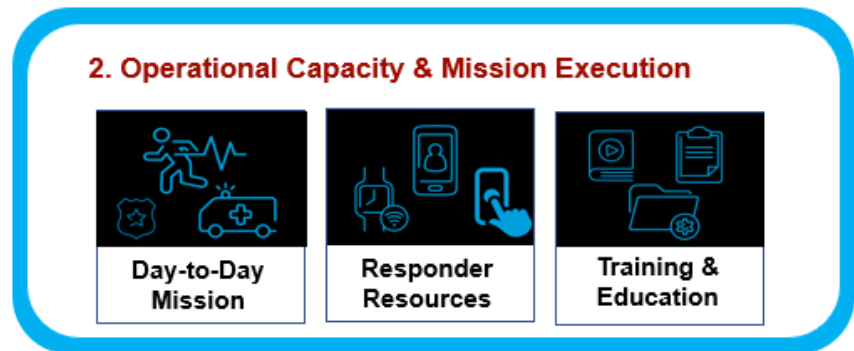 2. Operational Capacity & Mission Execution
Day-to-Day
Mission
Responder
Resources
Training &
Education